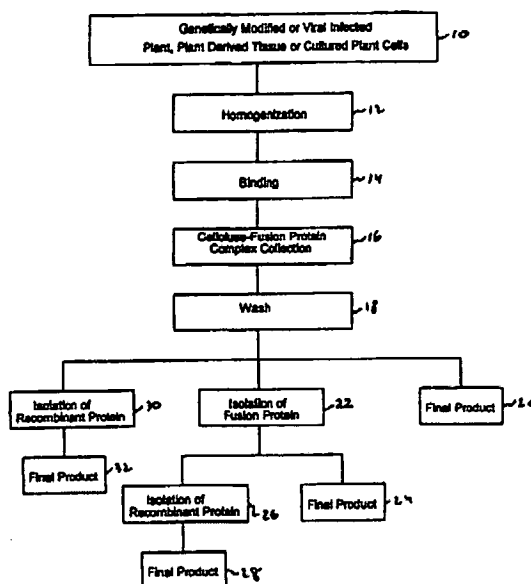 Genetically Modified or Viral Infected
Plant, Plant Derived Tissue or Cultured Plant Cells
10
Homogenization
12
Binding
14
Cellulose-Fusion Protein
Complex Collection
16
Wash
18
Isolation of
Recombinant Protein
30
Isolation of
Fusion Protein
22
Final Product
Final Product
32
Isolation of
Recombinant Protein
26
Final Product
24
Final Product
28